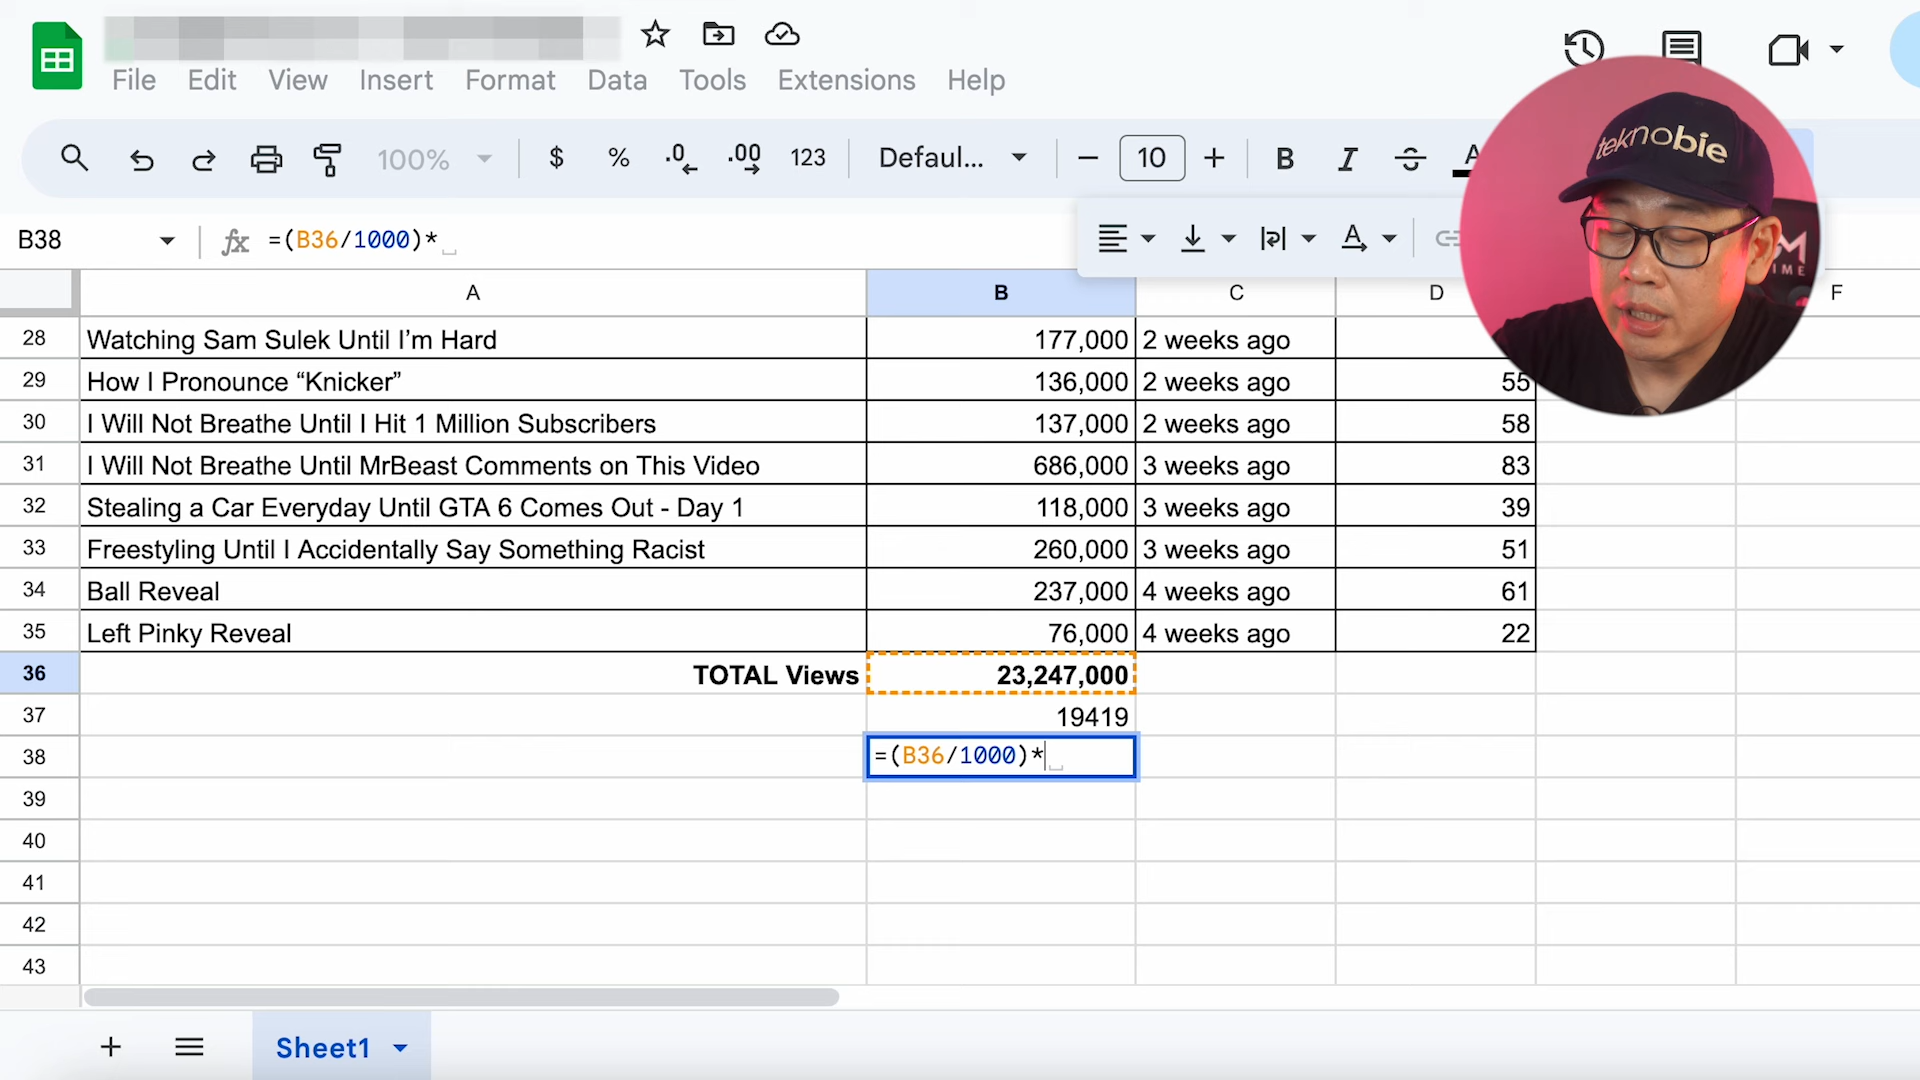 File Edit View Insert Format Data Tools Extensions Help
100% $ % .0 .00 123 Defaul... 10 B I S A
B38 fx =(B36/1000)*
teknobie
IME
A B C D F
28 Watching Sam Sulek Until I’m Hard 177,000 2 weeks ago
29 How I Pronounce “Knicker” 136,000 2 weeks ago 55
30 I Will Not Breathe Until I Hit 1 Million Subscribers 137,000 2 weeks ago 58
31 I Will Not Breathe Until MrBeast Comments on This Video 686,000 3 weeks ago 83
32 Stealing a Car Everyday Until GTA 6 Comes Out - Day 1 118,000 3 weeks ago 39
33 Freestyling Until I Accidentally Say Something Racist 260,000 3 weeks ago 51
34 Ball Reveal 237,000 4 weeks ago 61
35 Left Pinky Reveal 76,000 4 weeks ago 22
36 TOTAL Views 23,247,000
37 19419
38 =(B36/1000)*
39
40
41
42
43
Sheet1